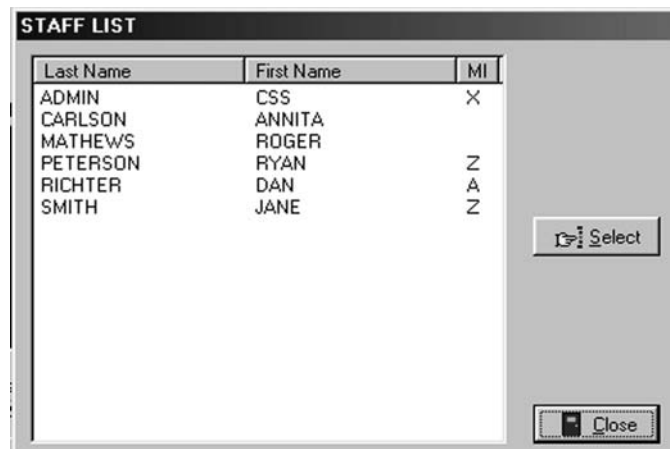 STAFF LIST
Last Name First Name MI
ADMIN CSS X
CARLSON ANNITA
MATHEWS ROGER
PETERSON RYAN Z
RICHTER DAN A
SMITH JANE Z
Select
Close